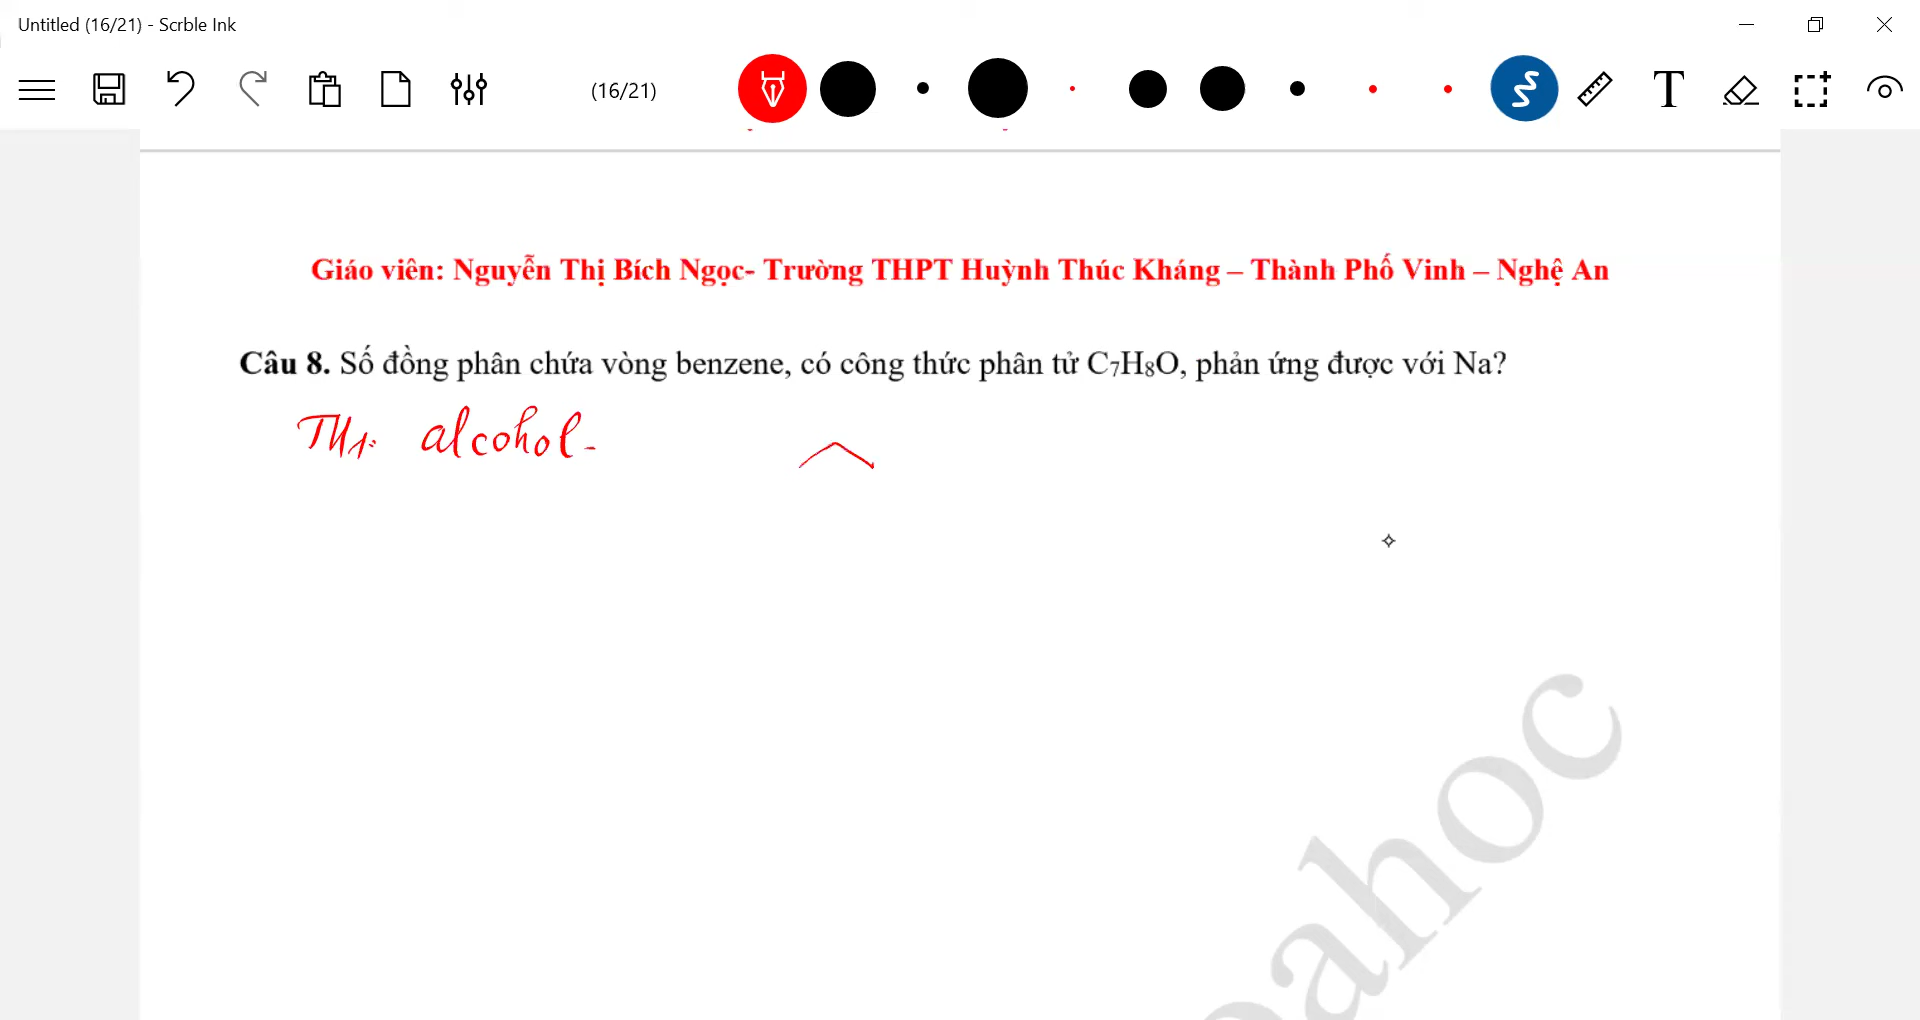 Untitled (16/21) - Scrble Ink
(16/21)
T
Giáo viên: Nguyễn Thị Bích Ngọc- Trường THPT Huỳnh Thúc Kháng – Thành Phố Vinh – Nghệ An
Câu 8. Số đồng phân chứa vòng benzene, có công thức phân tử C₇H₈O, phản ứng được với Na?
TH1: alcohol-
oahoc